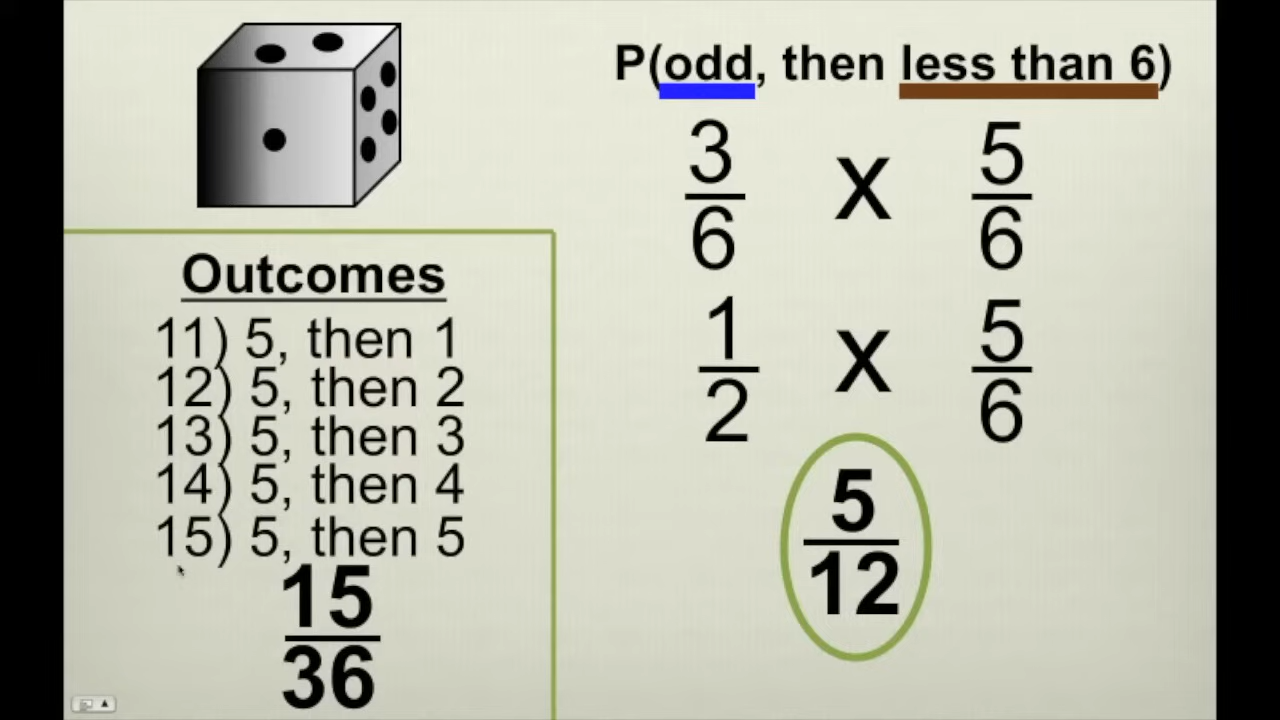 P(odd, then less than 6)
3/6 x 5/6
1/2 x 5/6
5/12
Outcomes
11) 5, then 1
12) 5, then 2
13) 5, then 3
14) 5, then 4
15) 5, then 5
15/36